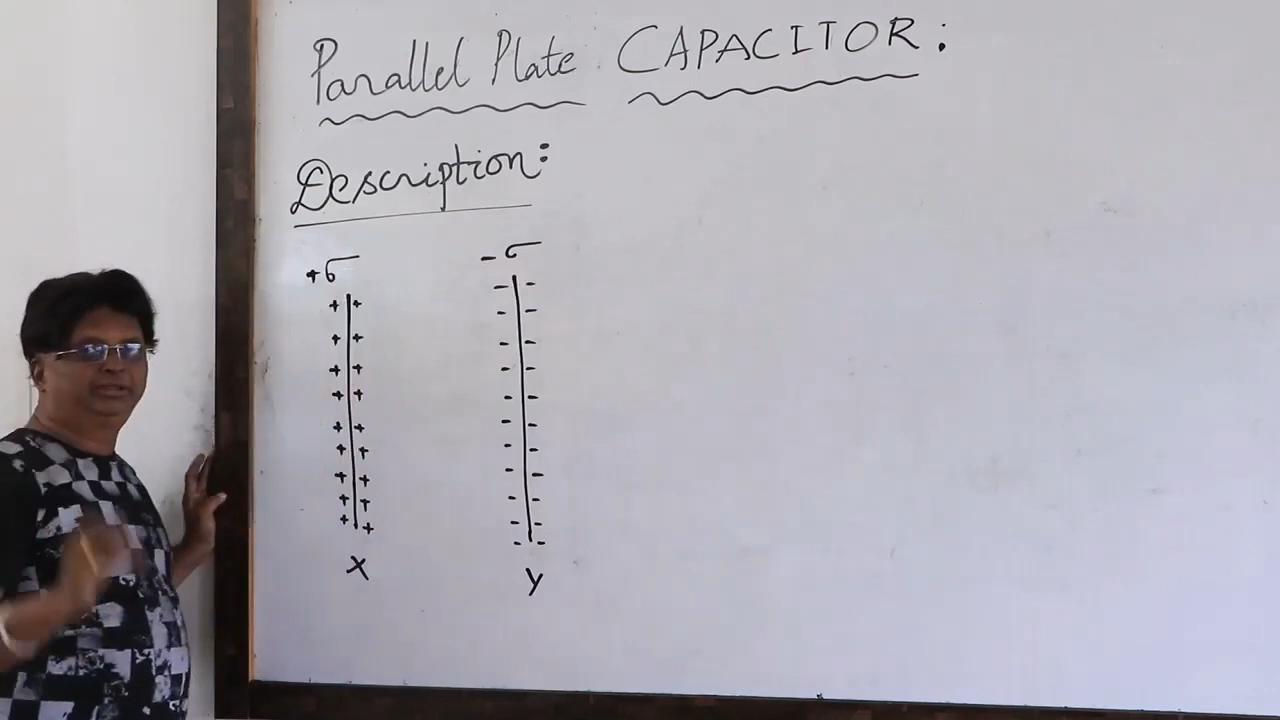 Parallel Plate CAPACITOR:
Description:
+σ -σ
X Y